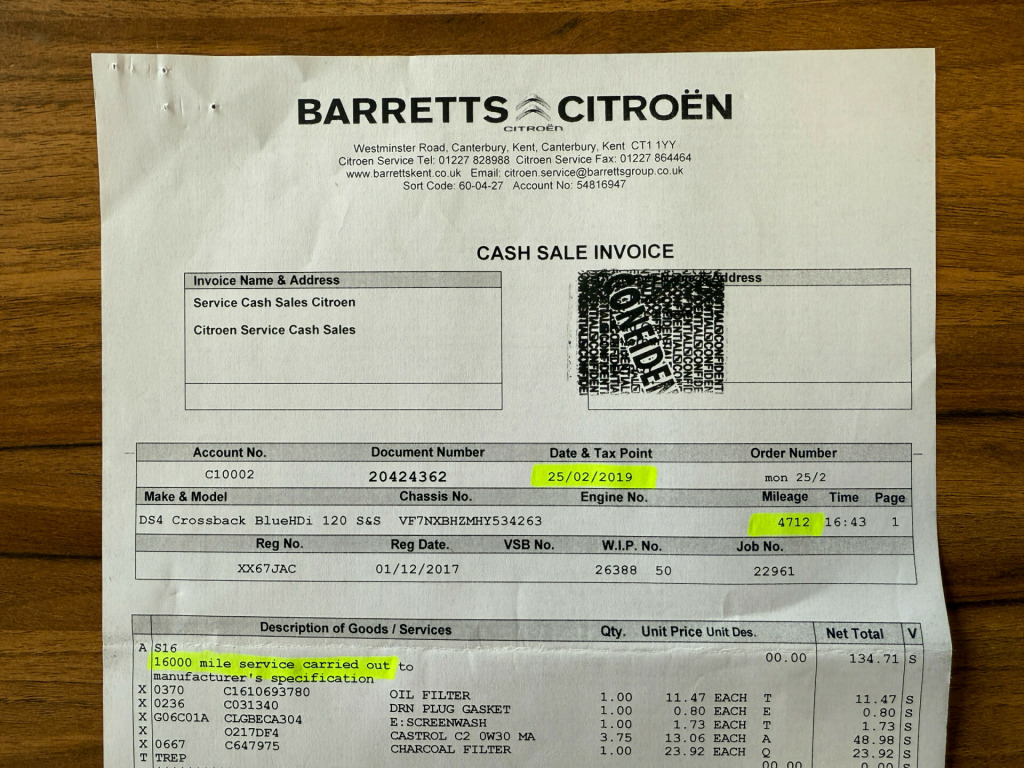 BARRETTS CITROËN
CITROËN
Westminster Road, Canterbury, Kent, Canterbury, Kent CT1 1YY
Citroen Service Tel: 01227 828988 Citroen Service Fax: 01227 864464
www.barrettskent.co.uk Email: citroen.service@barrettsgroup.co.uk
Sort Code: 60-04-27 Account No: 54816947
CASH SALE INVOICE
Invoice Name & Address
Address
Service Cash Sales Citroen
Citroen Service Cash Sales
CONFIDEN
Account No. Document Number Date & Tax Point Order Number
C10002 20424362 25/02/2019 mon 25/2
Make & Model Chassis No. Engine No. Mileage Time Page
DS4 Crossback BlueHDi 120 S&S VF7NXBHZMHY534263 4712 16:43 1
Reg No. Reg Date. VSB No. W.I.P. No. Job No.
XX67JAC 01/12/2017 26388 50 22961
Description of Goods / Services Qty. Unit Price Unit Des. Net Total V
A S16 00.00 134.71 S
16000 mile service carried out to
manufacturer's specification
X 0370 C1610693780 OIL FILTER 1.00 11.47 EACH T 11.47 S
X 0236 C031340 DRN PLUG GASKET 1.00 0.80 EACH E 0.80 S
X G06C01A CLGBECA304 E:SCREENWASH 1.00 1.73 EACH T 1.73 S
X O217DF4 CASTROL C2 0W30 MA 3.75 13.06 EACH A 48.98 S
X 0667 C647975 CHARCOAL FILTER 1.00 23.92 EACH Q 23.92 S
T TREP 00.00 0.00 S